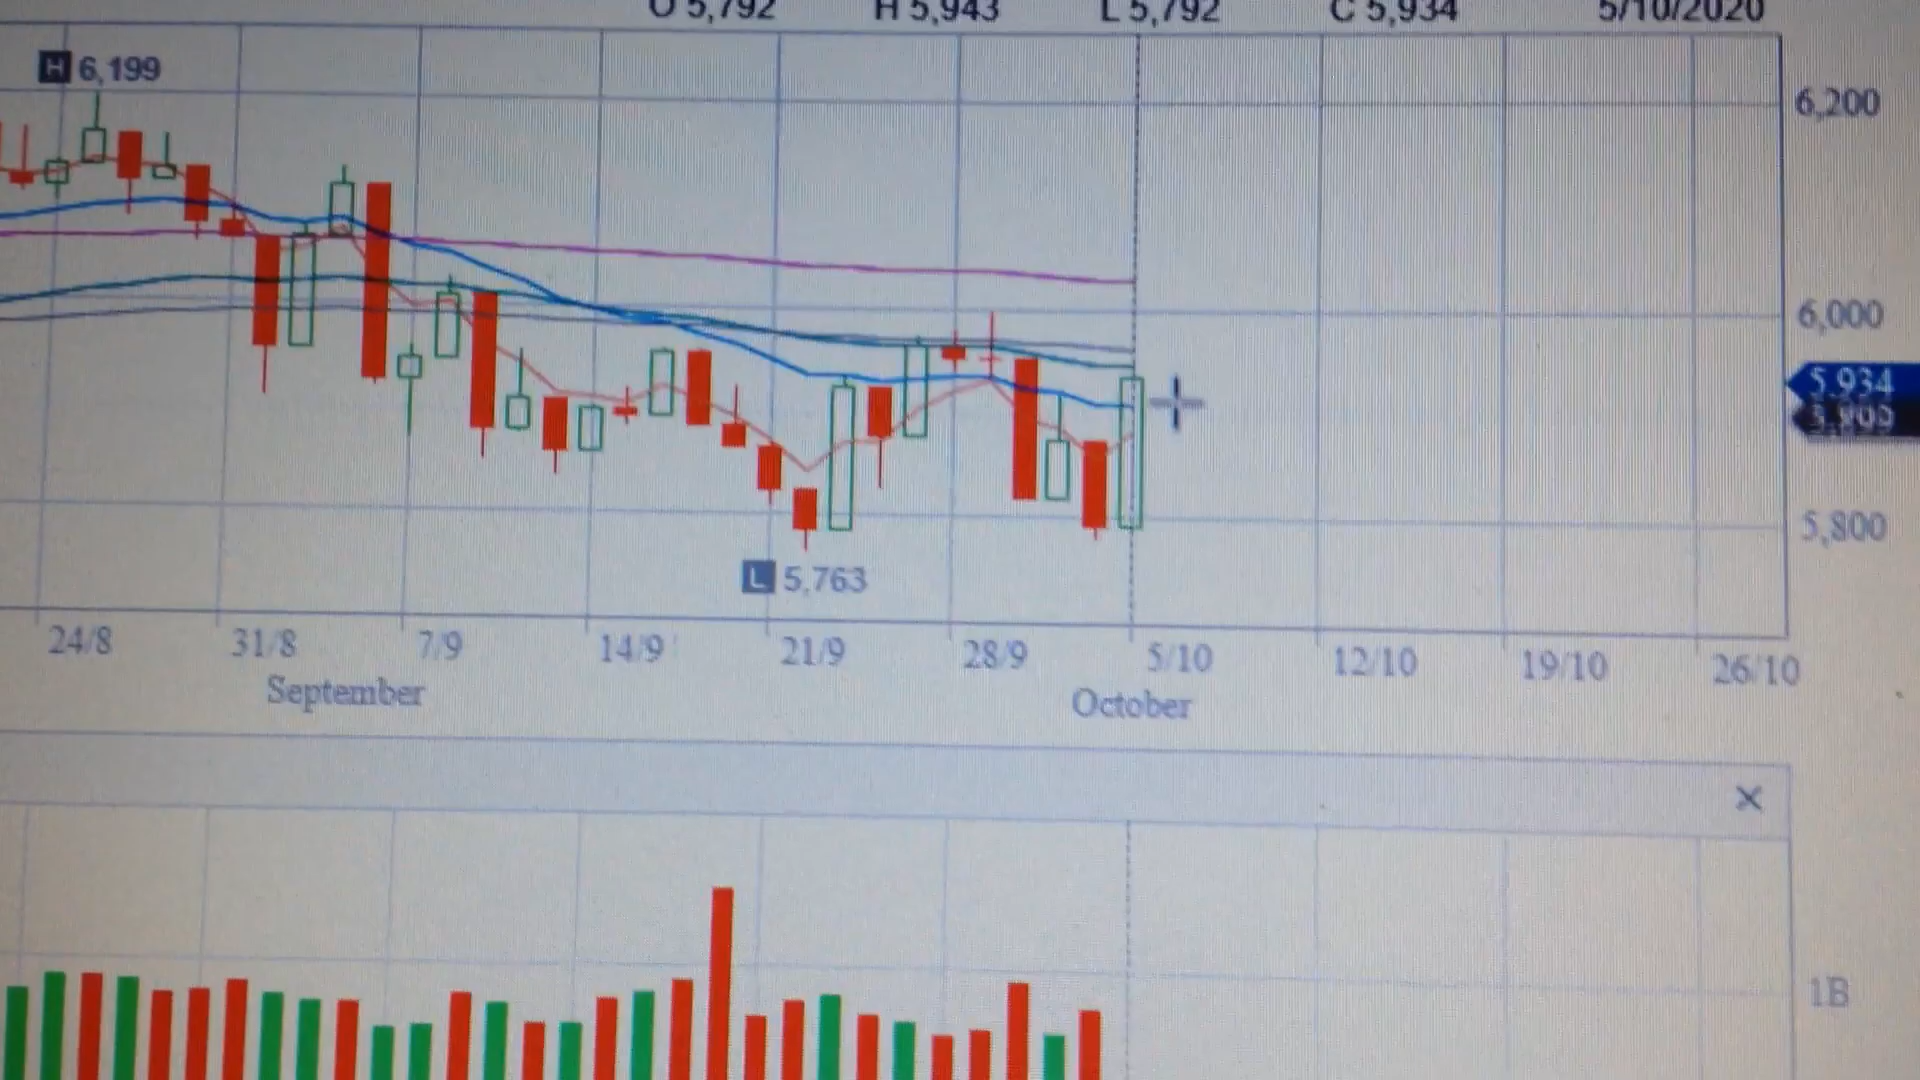 O 5,792 H 5,943 L 5,792 C 5,934 5/10/2020
H 6,199
6,200
6,000
5,934
5,800
L 5,763
24/8 31/8 7/9 14/9 21/9 28/9 5/10 12/10 19/10 26/10
September October
1B